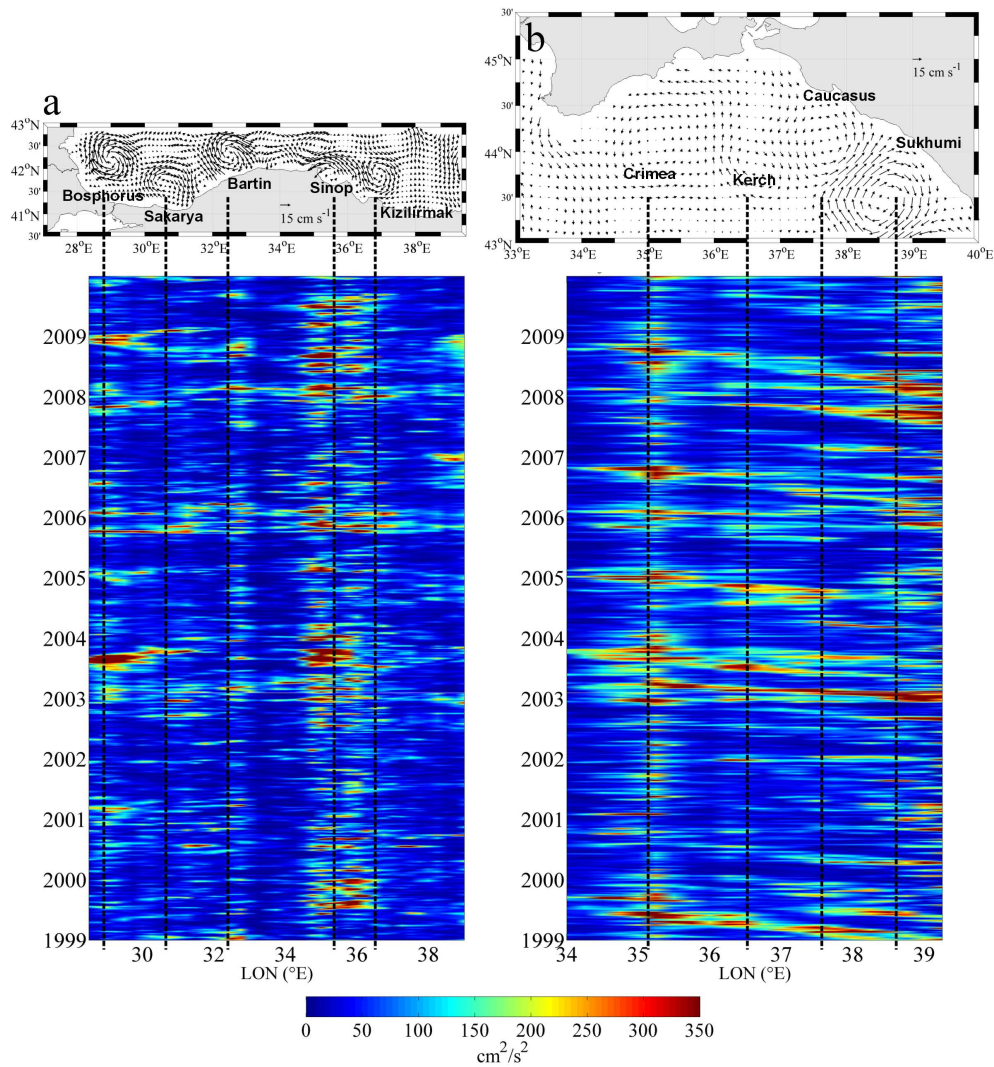 a
43°N
30'
42°N
30'
41°N
30'
28°E
30°E
32°E
34°E
36°E
38°E
Bosphorus
Sakarya
Bartin
Sinop
Kizilirmak
15 cm s⁻¹
b
30'
45°N
30'
44°N
30'
43°N
33°E
34°E
35°E
36°E
37°E
38°E
39°E
40°E
15 cm s⁻¹
Caucasus
Sukhumi
Crimea
Kerch
2009
2008
2007
2006
2005
2004
2003
2002
2001
2000
1999
30
32
34
36
38
LON (°E)
2009
2008
2007
2006
2005
2004
2003
2002
2001
2000
1999
34
35
36
37
38
39
LON (°E)
0
50
100
150
200
250
300
350
cm²/s²